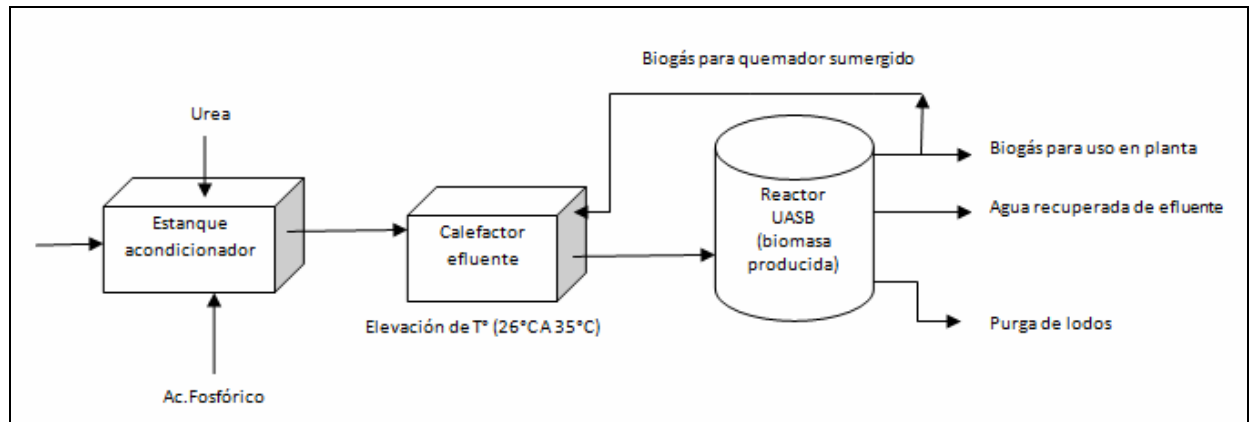 Biogás para quemador sumergido
Urea
Biogás para uso en planta
Reactor
UASB
(biomasa
producida)
Estanque
acondicionador
Calefactor
efluente
Agua recuperada de efluente
Elevación de T° (26°C A 35°C)
Purga de lodos
Ac.Fosfórico